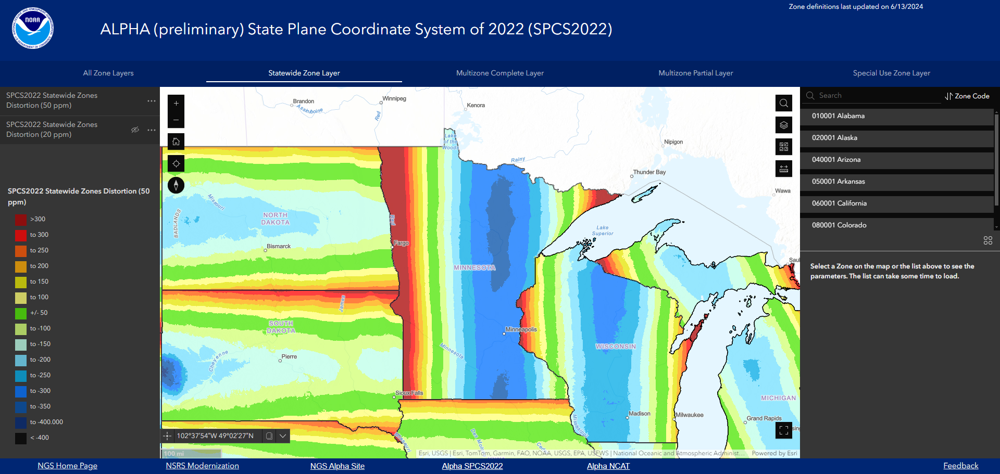 Zone definitions last updated on 6/13/2024
NOAA
ALPHA (preliminary) State Plane Coordinate System of 2022 (SPCS2022)
All Zone Layers
Statewide Zone Layer
Multizone Complete Layer
Multizone Partial Layer
Special Use Zone Layer
SPCS2022 Statewide Zones
Distortion (50 ppm)
SPCS2022 Statewide Zones
Distortion (20 ppm)
SPCS2022 Statewide Zones Distortion (50
ppm)
>300
to 300
to 250
to 200
to 150
to 100
+/- 50
to -100
to -150
to -200
to -250
to -300
to -350
to -400.000
< -400
Brandon
Assiniboine
Winnipeg
Red
Kenora
Lake
of the
Woods
Rainy
Nipigon
Thunder Bay
Wawa
Missouri
BADLANDS
NORTH
DAKOTA
Bismarck
Red
Fargo
Lake
Superior
MINNESOTA
Sau
James
SOUTH
DAKOTA
Minneapolis
Minnesota
Cheyenne
Pierre
WISCONSIN
Sioux Falls
MICHIGAN
Madison
Milwaukee
Grand Rapids
Mississippi
Missouri
Des Moin
sing
102°37'54"W 49°02'27"N
100 mi
Esri, USGS | Esri, TomTom, Garmin, FAO, NOAA, USGS, EPA, USFWS | National Oceanic and Atmospheric Administ...
Powered by Esri
Search
Zone Code
010001 Alabama
020001 Alaska
040001 Arizona
050001 Arkansas
060001 California
080001 Colorado
Select a Zone on the map or the list above to see the
parameters. The list can take some time to load.
NGS Home Page
NSRS Modernization
NGS Alpha Site
Alpha SPCS2022
Alpha NCAT
Feedback